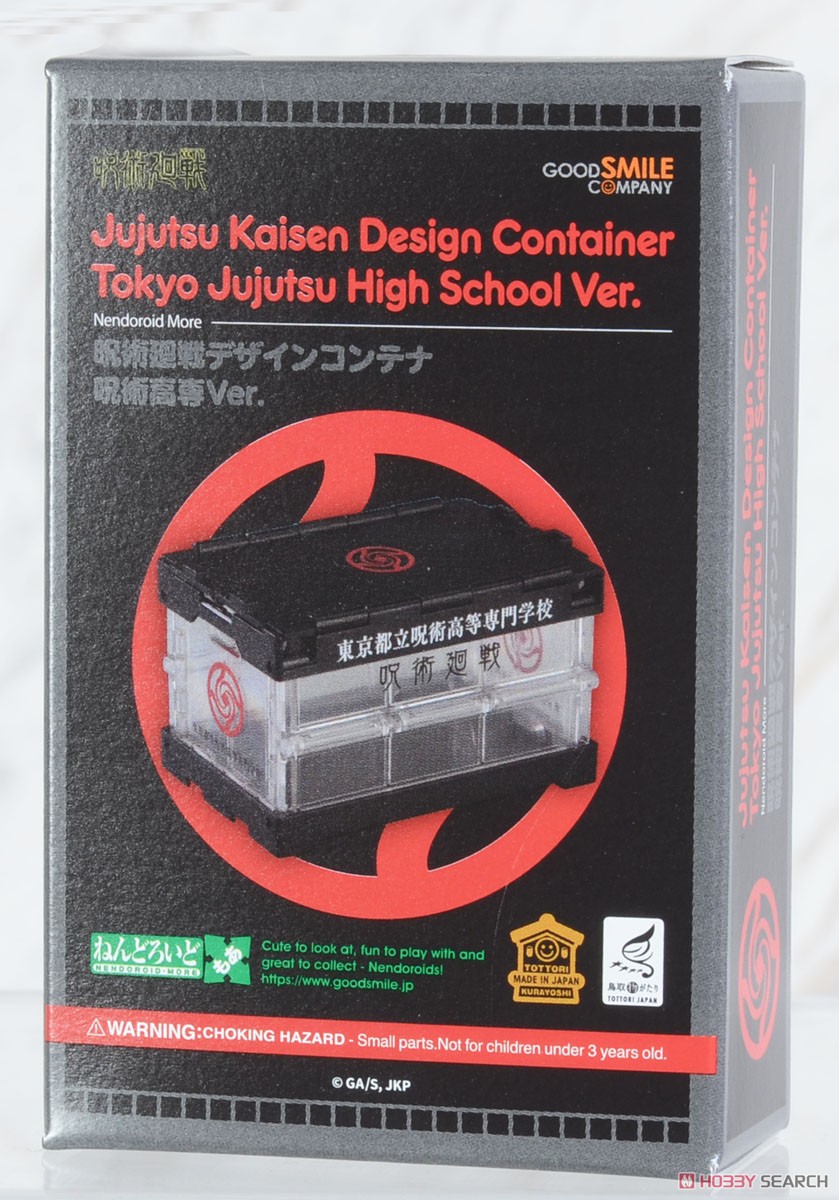 呪術廻戦
GOOD SMILE
COMPANY
Jujutsu Kaisen Design Container
Tokyo Jujutsu High School Ver.
Nendoroid More
呪術廻戦デザインコンテナ
呪術高専Ver.
東京都立呪術高等専門学校
呪術廻戦
ねんどろいど
もあ
NENDOROID・MORE
Cute to look at, fun to play with and
great to collect - Nendoroids!
https://www.goodsmile.jp
TOTTORI
MADE IN JAPAN
KURAYOSHI
鳥取
がたり
TOTTORI JAPAN
WARNING:CHOKING HAZARD - Small parts.Not for children under 3 years old.
© GA/S, JKP
Jujutsu Kaisen Design Container
Tokyo Jujutsu High School Ver.
Nendoroid More
HOBBY SEARCH